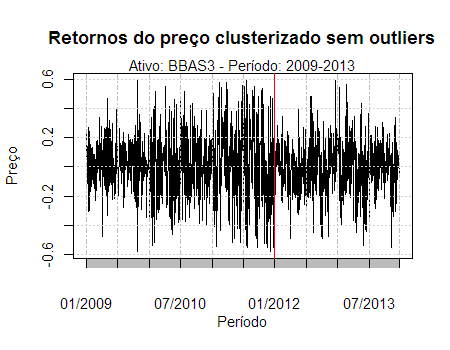 Retornos do preço clusterizado sem outliers
Ativo: BBAS3 - Período: 2009-2013
Preço
0.6
0.2
-0.2
-0.6
01/2009 07/2010 01/2012 07/2013
Período